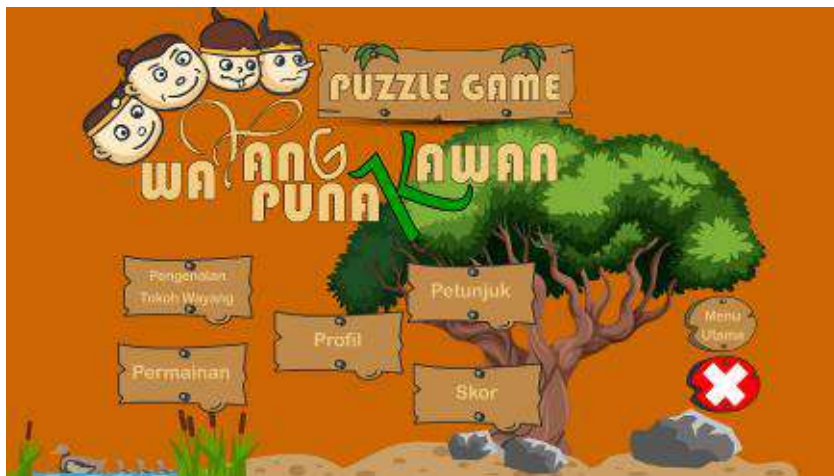 PUZZLE GAME
WAYANG
PUNAKAWAN
Pengenalan
Tokoh Wayang
Petunjuk
Profil
Permainan
Skor
Menu
Utama